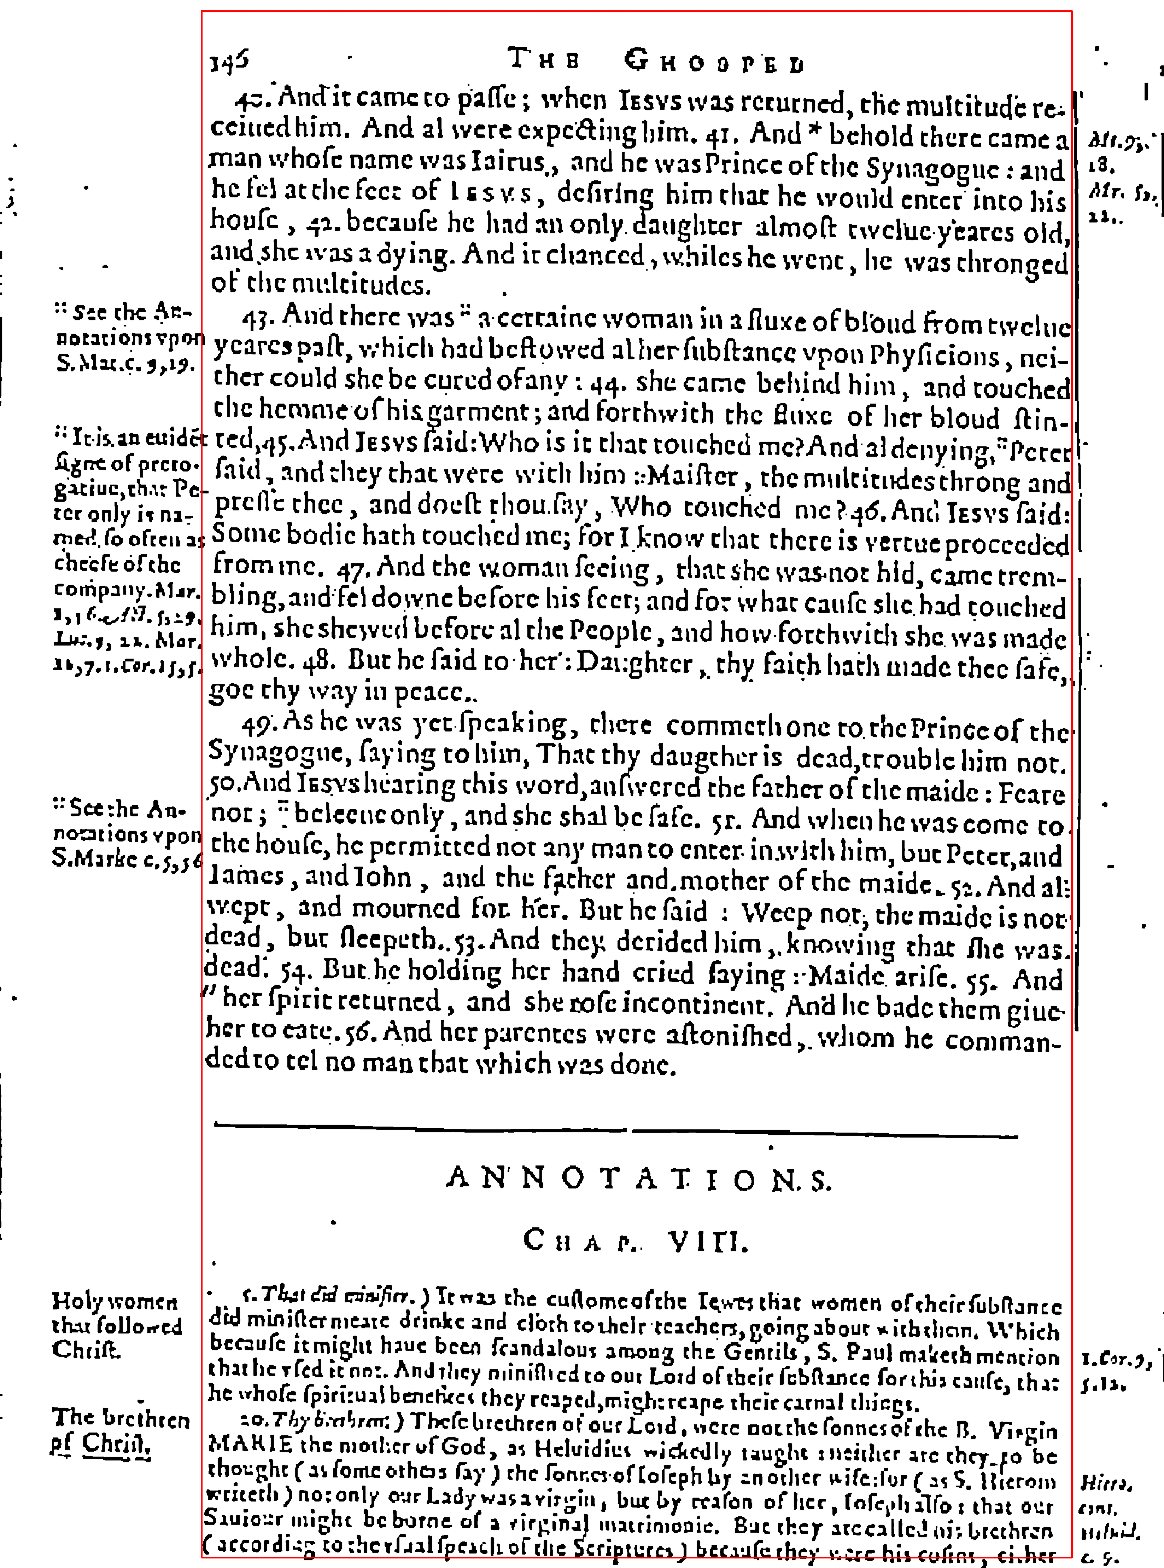 146 THE GHOSPED
40. And it came to paſſe; when IESVS was returned, the multitude re-
ceiued him. And al were expecting him. 41. And * behold there came a
man whoſe name was Iairus, and he was Prince of the Synagogue: and
he fel at the feet of IESVS, deſiring him that he would enter into his
houſe, 42. becauſe he had an only daughter almoſt twelue yeares old,
and she was a dying. And it chanced, whiles he went, he was thronged
of the multitudes.
43. And there was " a certaine woman in a fluxe of bloud from twelue
yeares paſt, which had beſtowed al her ſubſtance vpon Phyſicions, nei-
ther could she be cured of any: 44. she came behind him, and touched
the hemme of his garment; and forthwith the fluxe of her bloud ſtin-
ted, 45. And IESVS ſaid: Who is it that touched me? And al denying, " Peter
ſaid, and they that were with him: Maiſter, the multitudes throng and
preſſe thee, and doeſt thou ſay, Who touched me? 46. And IESVS ſaid:
Some bodie hath touched me; for I know that there is vertue proceeded
from me. 47. And the woman ſeeing, that she was not hid, came trem-
bling, and fel downe before his feet; and for what cauſe she had touched
him, she shewed before al the People, and how forthwith she was made
whole. 48. But he ſaid to her: Daughter, thy faith hath made thee ſafe,
goe thy way in peace.
49. As he was yet ſpeaking, there commeth one to the Prince of the
Synagogue, ſaying to him, That thy daugther is dead, trouble him not.
50. And IESVS hearing this word, anſwered the father of the maide: Feare
not; " beleeue only, and she shal be ſafe. 51. And when he was come to
the houſe, he permitted not any man to enter in with him, but Peter, and
Iames, and Iohn, and the father and mother of the maide. 52. And al
wept, and mourned for her. But he ſaid: Weep not, the maide is not
dead, but ſleepeth. 53. And they derided him, knowing that ſhe was
dead. 54. But he holding her hand cried ſaying: Maide ariſe. 55. And
" her ſpirit returned, and she roſe incontinent. And he bade them giue
her to eate. 56. And her parentes were aſtoniſhed, whom he comman-
ded to tel no man that which was done.
Mt. 9,
18.
Mr. 5,
22.
" See the An-
notations vpon
S. Mar. c. 5, 19.
" It is an euidēt
ſigne of prero-
gatiue, that Pe-
ter only is na-
med, ſo often as
cheefe of the
company. Mar.
1, 36. Act. 5, 29.
Luc. 9, 22. Mar.
16, 7. 1. Cor. 15, 5.
" See the An-
notations vpon
S. Marke c. 5, 36
ANNOTATIONS.
CHAP. VIII.
Holy women
that followed
Chriſt.
The brethren
of Chriſt.
1. Cor. 9,
5. 12.
Hiero.
cont.
Heluid.
c. 9.
3. That did miniſter.) It was the cuſtome of the Iewes that women of their ſubſtance
did miniſter meate drinke and cloth to their teachers, going about with them. Which
becauſe it might haue been ſcandalous among the Gentils, S. Paul maketh mention
that he vſed it not. And they miniſtred to our Lord of their ſubſtance for this cauſe, that
he whoſe ſpiritual benefites they reaped, might reape their carnal things.
20. Thy brethren.) Theſe brethren of our Lord, were not the ſonnes of the B. Virgin
MARIE the mother of God, as Heluidius wickedly taught: neither are they to be
thought (as ſome others ſay) the ſonnes of Ioſeph by another wife: for (as S. Hierom
writeth) not only our Lady was a virgin, but by reaſon of her, Ioſeph alſo: that our
Sauiour might be borne of a virginal matrimonie. But they are called his brethren
(according to the vſual ſpeach of the Scriptures) becauſe they were his coſins, either